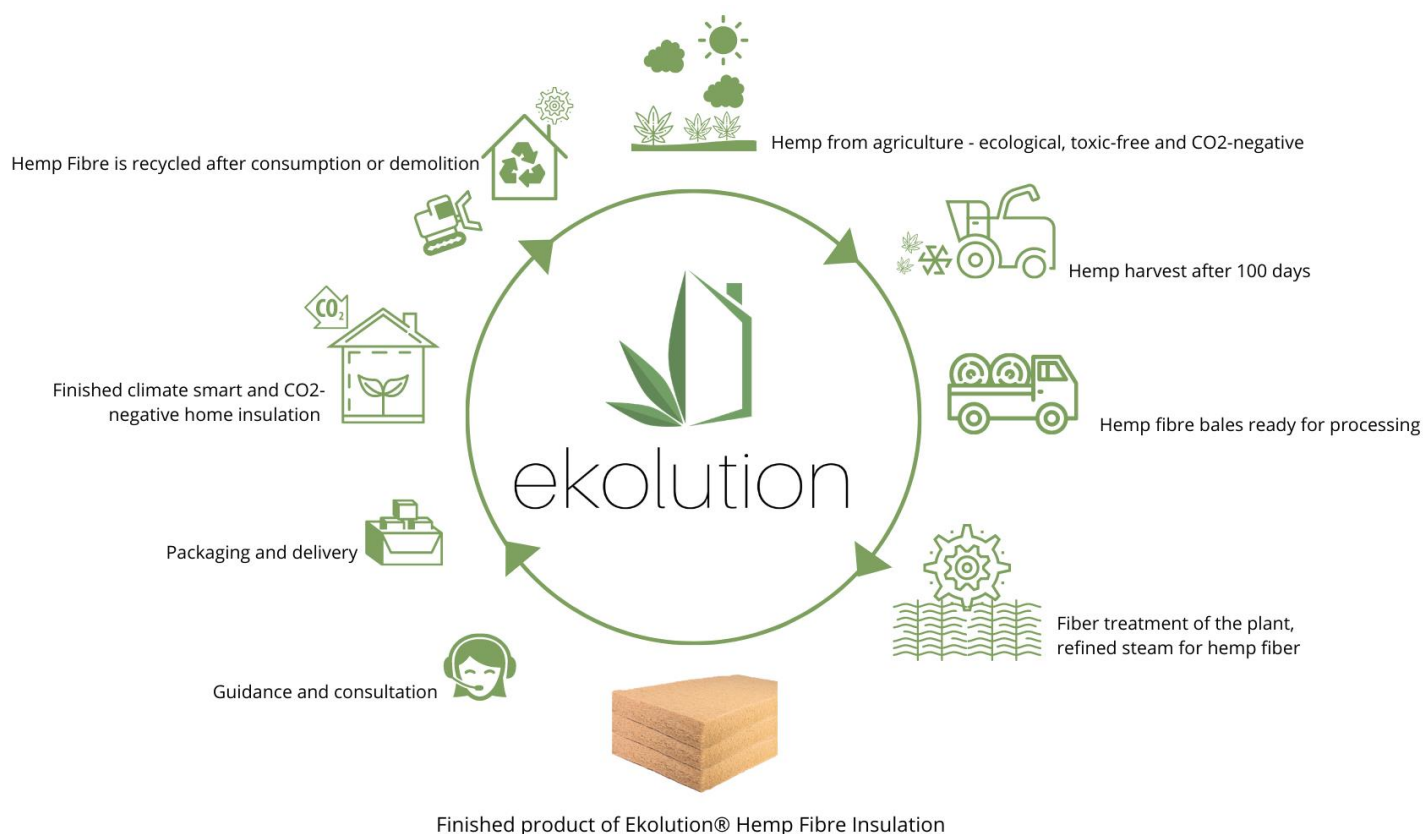 Hemp from agriculture - ecological, toxic-free and CO2-negative
Hemp harvest after 100 days
Hemp fibre bales ready for processing
Fiber treatment of the plant,
refined steam for hemp fiber
Finished product of Ekolution® Hemp Fibre Insulation
Guidance and consultation
Packaging and delivery
Finished climate smart and CO2-
negative home insulation
CO₂
Hemp Fibre is recycled after consumption or demolition
ekolution